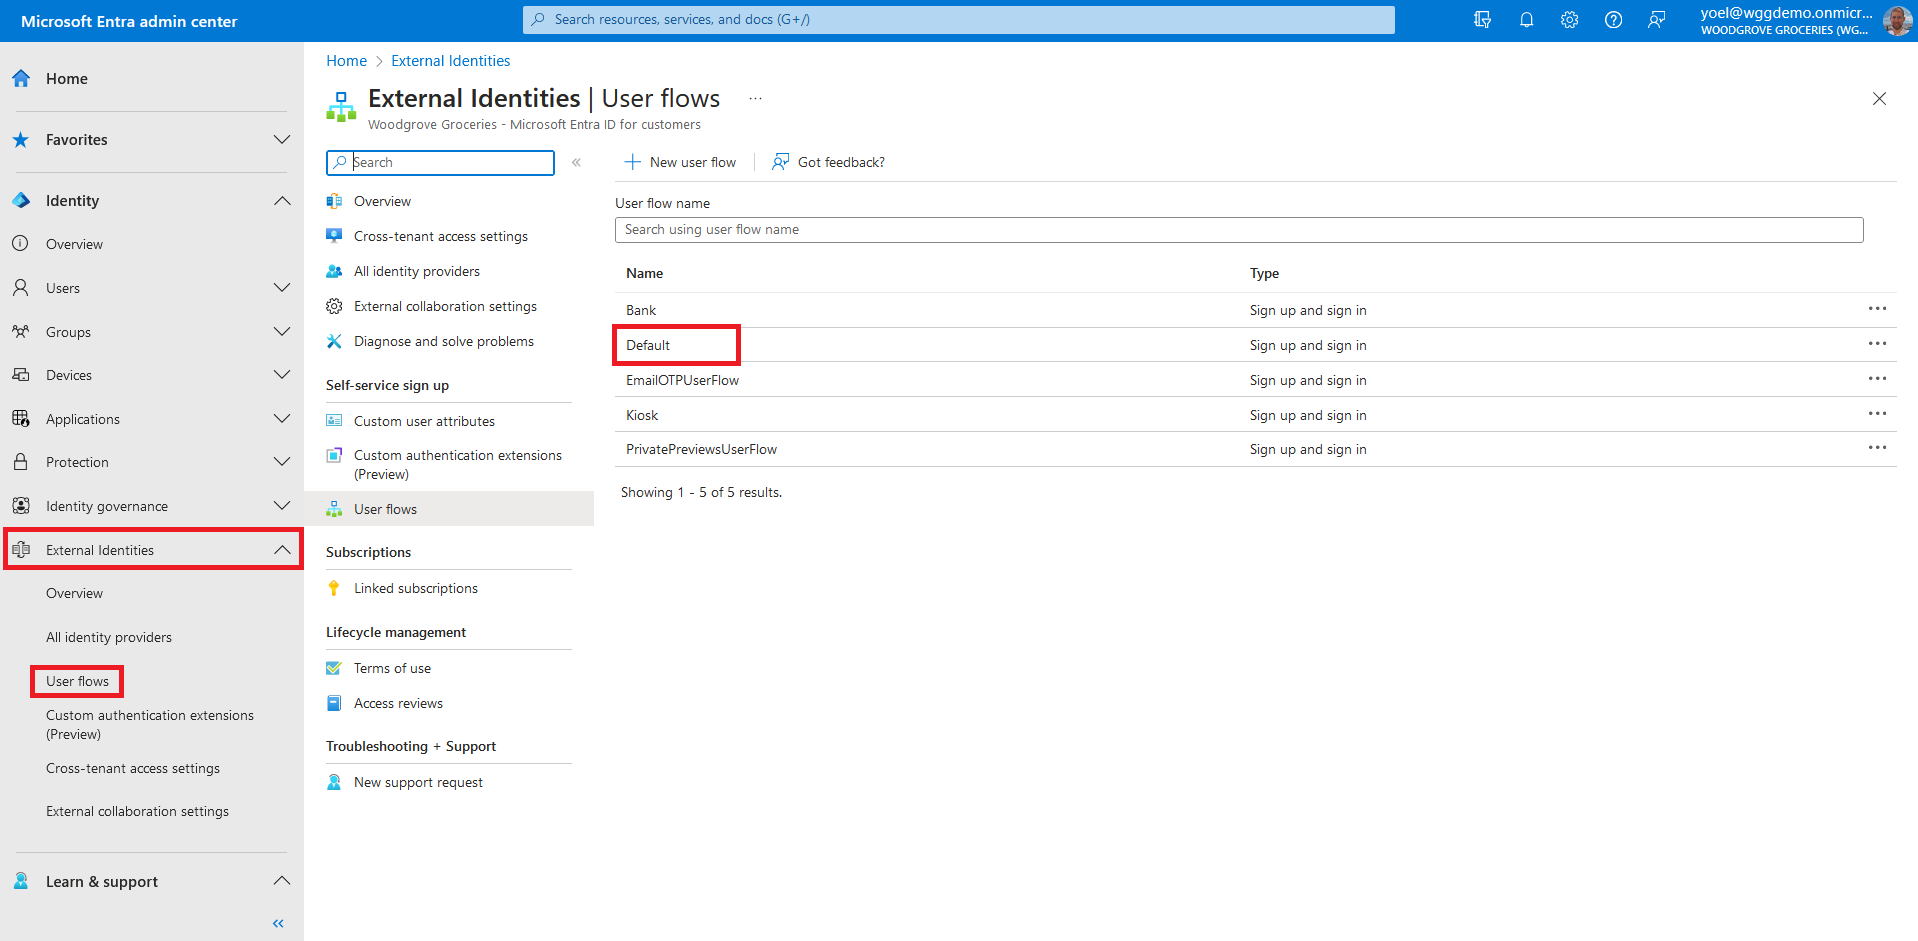 Microsoft Entra admin center
Search resources, services, and docs (G+/)
yoel@wggdemo.onmicr...
WOODGROVE GROCERIES (WG...
Home
Favorites
Identity
Overview
Users
Groups
Devices
Applications
Protection
Identity governance
External Identities
Overview
All identity providers
User flows
Custom authentication extensions
(Preview)
Cross-tenant access settings
External collaboration settings
Learn & support
Home > External Identities
External Identities | User flows ...
Woodgrove Groceries - Microsoft Entra ID for customers
Search
Overview
Cross-tenant access settings
All identity providers
External collaboration settings
Diagnose and solve problems
Self-service sign up
Custom user attributes
Custom authentication extensions
(Preview)
User flows
Subscriptions
Linked subscriptions
Lifecycle management
Terms of use
Access reviews
Troubleshooting + Support
New support request
New user flow
Got feedback?
User flow name
Search using user flow name
Name Type
Bank Sign up and sign in
Default Sign up and sign in
EmailOTPUserFlow Sign up and sign in
Kiosk Sign up and sign in
PrivatePreviewsUserFlow Sign up and sign in
Showing 1 - 5 of 5 results.